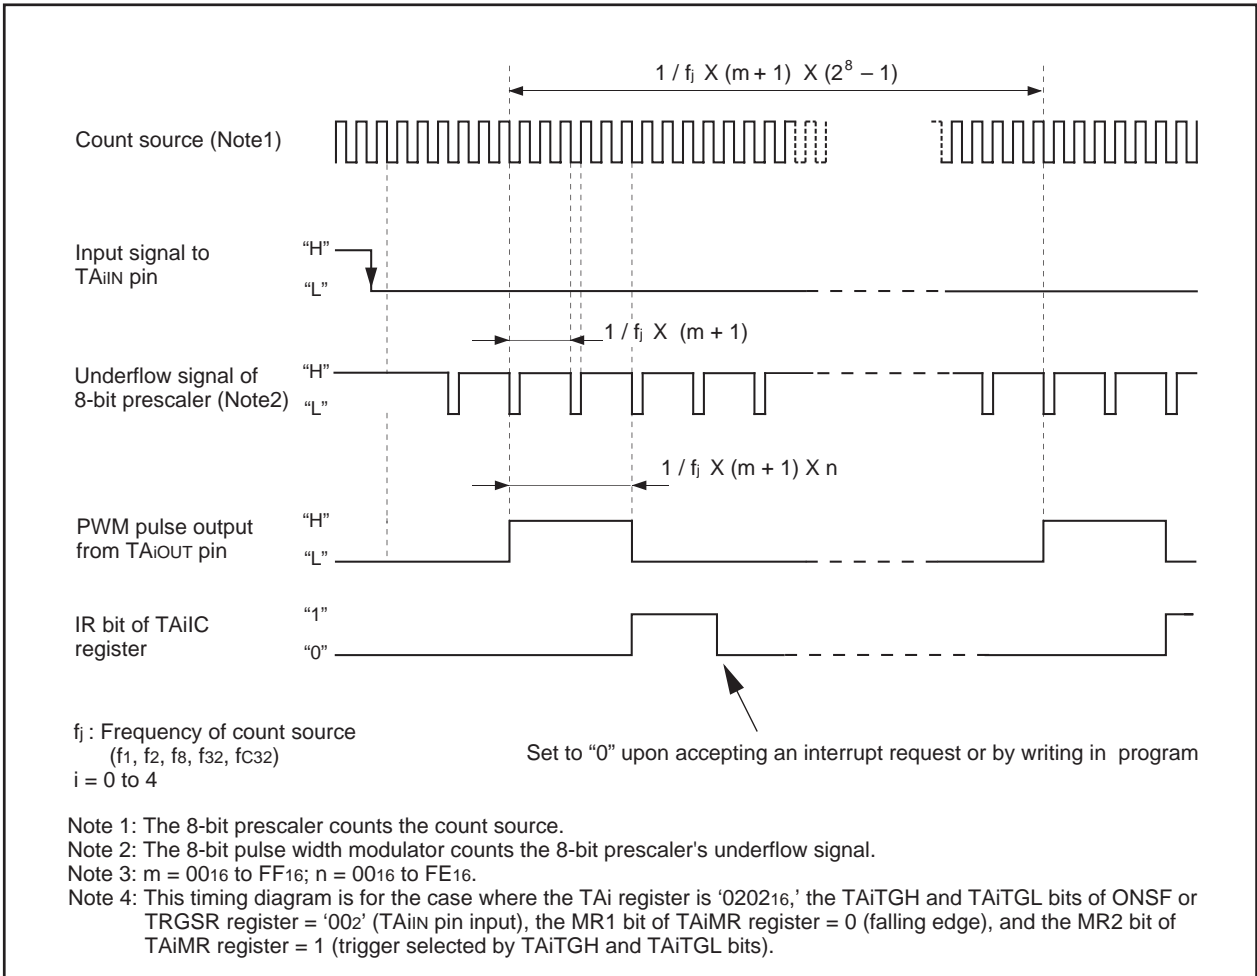 1 / fj X (m + 1) X (2⁸ – 1)
Count source (Note1)
Input signal to
TAiIN pin
“H”
“L”
1 / fj X (m + 1)
Underflow signal of
8-bit prescaler (Note2)
“H”
“L”
1 / fj X (m + 1) X n
PWM pulse output
from TAiOUT pin
“H”
“L”
IR bit of TAiIC
register
“1”
“0”
fj : Frequency of count source
(f1, f2, f8, f32, fC32)
i = 0 to 4
Set to “0” upon accepting an interrupt request or by writing in program
Note 1: The 8-bit prescaler counts the count source.
Note 2: The 8-bit pulse width modulator counts the 8-bit prescaler's underflow signal.
Note 3: m = 0016 to FF16; n = 0016 to FE16.
Note 4: This timing diagram is for the case where the TAi register is ‘020216,’ the TAiTGH and TAiTGL bits of ONSF or
TRGSR register = ‘002’ (TAiIN pin input), the MR1 bit of TAiMR register = 0 (falling edge), and the MR2 bit of
TAiMR register = 1 (trigger selected by TAiTGH and TAiTGL bits).